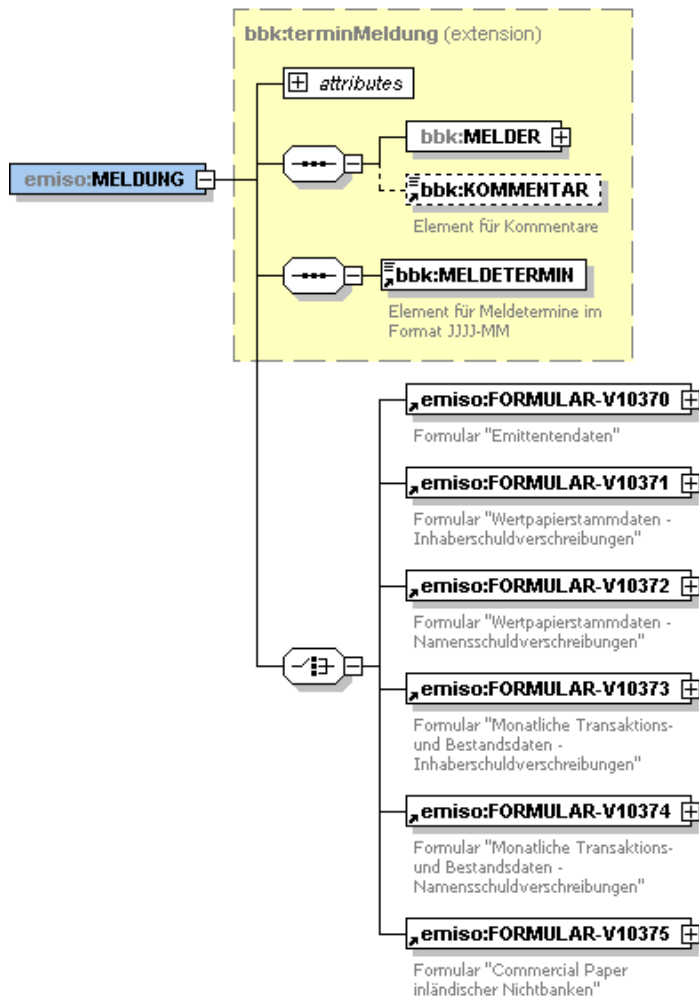 bbk:terminMeldung (extension)
attributes
bbk:MELDER
emiso:MELDUNG
bbk:KOMMENTAR
Element für Kommentare
bbk:MELDETERMIN
Element für Meldetermine im
Format JJJJ-MM
emiso:FORMULAR-V10370
Formular "Emittentendaten"
emiso:FORMULAR-V10371
Formular "Wertpapierstammdaten -
Inhaberschuldverschreibungen"
emiso:FORMULAR-V10372
Formular "Wertpapierstammdaten -
Namensschuldverschreibungen"
emiso:FORMULAR-V10373
Formular "Monatliche Transaktions-
und Bestandsdaten -
Inhaberschuldverschreibungen"
emiso:FORMULAR-V10374
Formular "Monatliche Transaktions-
und Bestandsdaten -
Namensschuldverschreibungen"
emiso:FORMULAR-V10375
Formular "Commercial Paper
inländischer Nichtbanken"